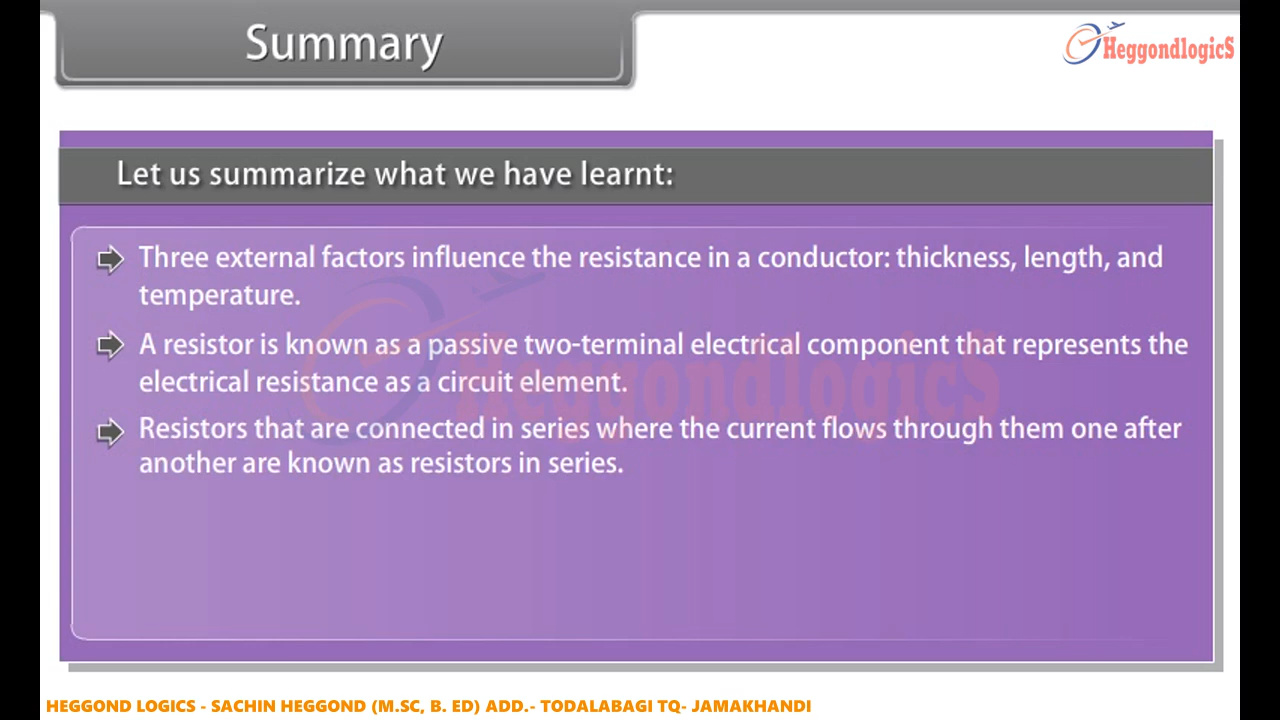 Summary
HeggondlogicS
Let us summarize what we have learnt:
Three external factors influence the resistance in a conductor: thickness, length, and
temperature.
A resistor is known as a passive two-terminal electrical component that represents the
electrical resistance as a circuit element.
HeggondlogicS
Resistors that are connected in series where the current flows through them one after
another are known as resistors in series.
HEGGOND LOGICS - SACHIN HEGGOND (M.SC, B. ED) ADD.- TODALABAGI TQ- JAMAKHANDI